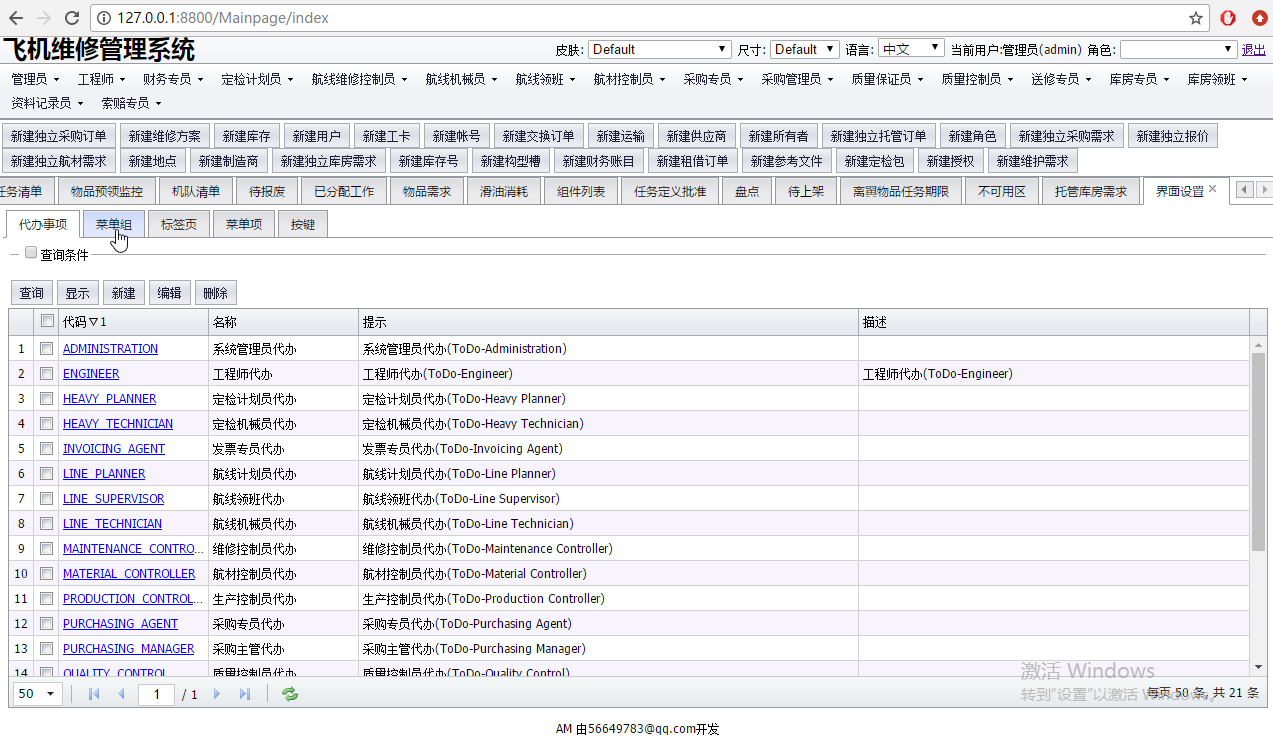 127.0.0.1:8800/Mainpage/index
飞机维修管理系统
皮肤: Default 尺寸: Default 语言: 中文 当前用户:管理员(admin) 角色: 退出
管理员 工程师 财务专员 定检计划员 航线维修控制员 航线机械员 航线领班 航材控制员 采购专员 采购管理员 质量保证员 质量控制员 送修专员 库房专员 库房领班
资料记录员 索赔专员
新建独立采购订单 新建维修方案 新建库存 新建用户 新建工卡 新建帐号 新建交换订单 新建运输 新建供应商 新建所有者 新建独立托管订单 新建角色 新建独立采购需求 新建独立报价
新建独立航材需求 新建地点 新建制造商 新建独立库房需求 新建库存号 新建构型槽 新建财务账目 新建租借订单 新建参考文件 新建定检包 新建授权 新建维护需求
任务清单 物品预领监控 机队清单 待报废 已分配工作 物品需求 滑油消耗 组件列表 任务定义批准 盘点 待上架 离翼物品任务期限 不可用区 托管库房需求 界面设置
代办事项 菜单组 标签页 菜单项 按键
查询条件
查询 显示 新建 编辑 删除
代码▽1 名称 提示 描述
1 ADMINISTRATION 系统管理员代办 系统管理员代办(ToDo-Administration)
2 ENGINEER 工程师代办 工程师代办(ToDo-Engineer) 工程师代办(ToDo-Engineer)
3 HEAVY_PLANNER 定检计划员代办 定检计划员代办(ToDo-Heavy Planner)
4 HEAVY_TECHNICIAN 定检机械员代办 定检机械员代办(ToDo-Heavy Technician)
5 INVOICING_AGENT 发票专员代办 发票专员代办(ToDo-Invoicing Agent)
6 LINE_PLANNER 航线计划员代办 航线计划员代办(ToDo-Line Planner)
7 LINE_SUPERVISOR 航线领班代办 航线领班代办(ToDo-Line Supervisor)
8 LINE_TECHNICIAN 航线机械员代办 航线机械员代办(ToDo-Line Technician)
9 MAINTENANCE_CONTRO... 维修控制员代办 维修控制员代办(ToDo-Maintenance Controller)
10 MATERIAL_CONTROLLER 航材控制员代办 航材控制员代办(ToDo-Material Controller)
11 PRODUCTION_CONTROL... 生产控制员代办 生产控制员代办(ToDo-Production Controller)
12 PURCHASING_AGENT 采购专员代办 采购专员代办(ToDo-Purchasing Agent)
13 PURCHASING_MANAGER 采购主管代办 采购主管代办(ToDo-Purchasing Manager)
14 QUALITY_CONTROL 质量控制员代办 质量控制员代办(ToDo-Quality Control)
激活 Windows
转到"设置"以激活 Windows。
50 1 / 1 每页 50 条, 共 21 条
AM 由56649783@qq.com开发